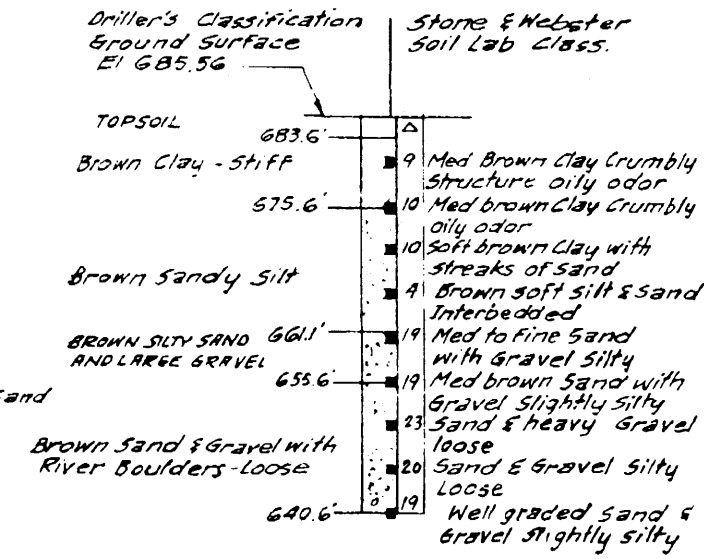 Driller's Classification
Ground Surface
El 685.56
Stone & Webster
Soil Lab Class.
TOPSOIL
683.6'
Brown Clay - Stiff
9 Med Brown Clay Crumbly
Structure oily odor
675.6'
10 Med brown Clay Crumbly
oily odor
10 Soft brown Clay with
streaks of Sand
Brown Sandy Silt
4 Brown soft silt & Sand
Interbedded
661.1'
19 Med to Fine Sand
with Gravel Silty
BROWN SILTY SAND
AND LARGE GRAVEL
655.6'
19 Med brown Sand with
Gravel Slightly Silty
Sand
23 Sand & heavy Gravel
loose
Brown Sand & Gravel with
River Boulders-Loose
20 Sand & Gravel Silty
Loose
640.6'
19 Well graded Sand &
Gravel Slightly Silty